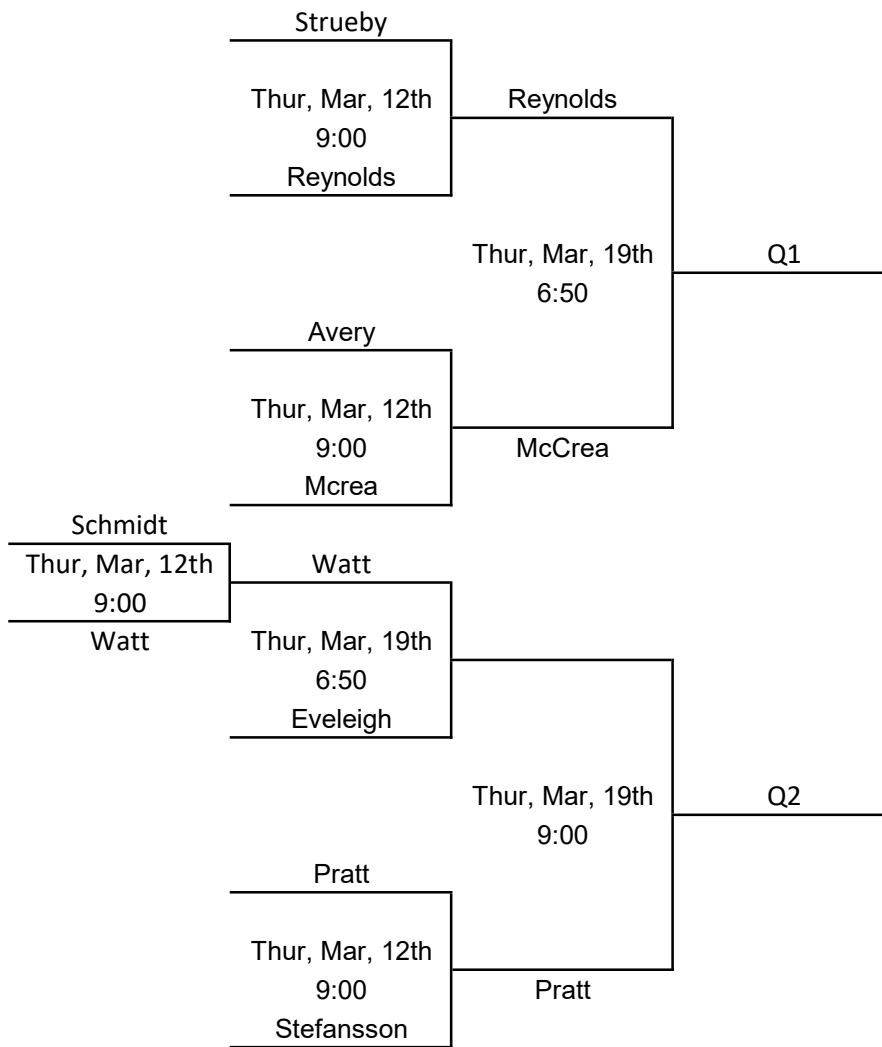 Strueby
Thur, Mar, 12th
9:00
Reynolds
Reynolds
Thur, Mar, 19th
6:50
Q1
Avery
Thur, Mar, 12th
9:00
Mcrea
McCrea
Schmidt
Thur, Mar, 12th
9:00
Watt
Watt
Thur, Mar, 19th
6:50
Eveleigh
Thur, Mar, 19th
9:00
Q2
Pratt
Thur, Mar, 12th
9:00
Stefansson
Pratt